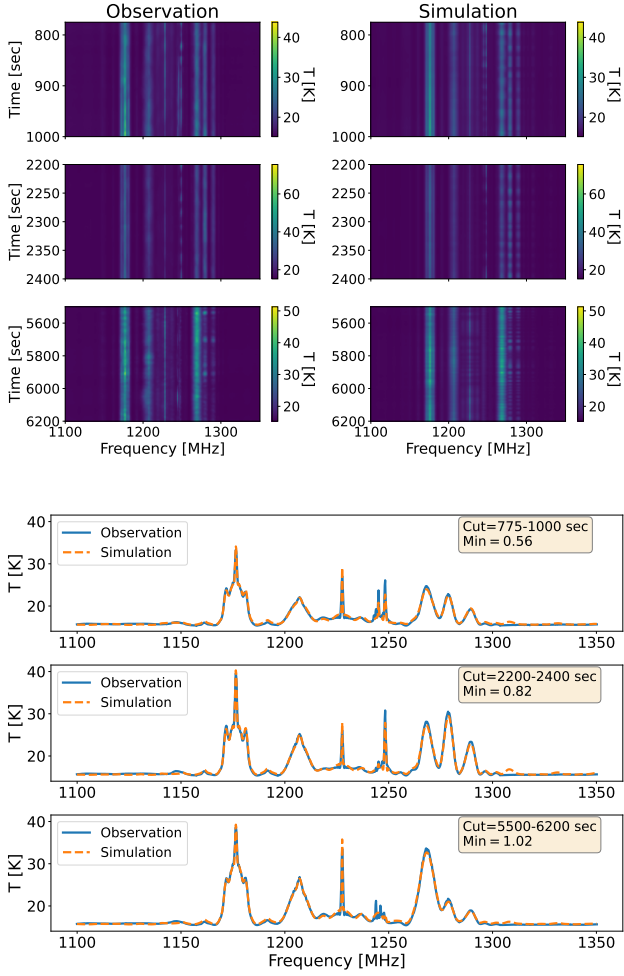 Observation
Simulation
800
900
1000
Time [sec]
40
30
20
T [K]
800
900
1000
40
30
20
T [K]
2200
2250
2300
2350
2400
Time [sec]
60
40
20
T [K]
2200
2250
2300
2350
2400
60
40
20
T [K]
5600
5800
6000
6200
Time [sec]
1100
1200
1300
Frequency [MHz]
50
40
30
20
T [K]
5600
5800
6000
6200
1100
1200
1300
Frequency [MHz]
50
40
30
20
T [K]
40
30
20
T [K]
Observation
Simulation
Cut=775-1000 sec
Min = 0.56
1100 1150 1200 1250 1300 1350
40
30
20
T [K]
Observation
Simulation
Cut=2200-2400 sec
Min = 0.82
1100 1150 1200 1250 1300 1350
40
30
20
T [K]
Observation
Simulation
Cut=5500-6200 sec
Min = 1.02
1100 1150 1200 1250 1300 1350
Frequency [MHz]